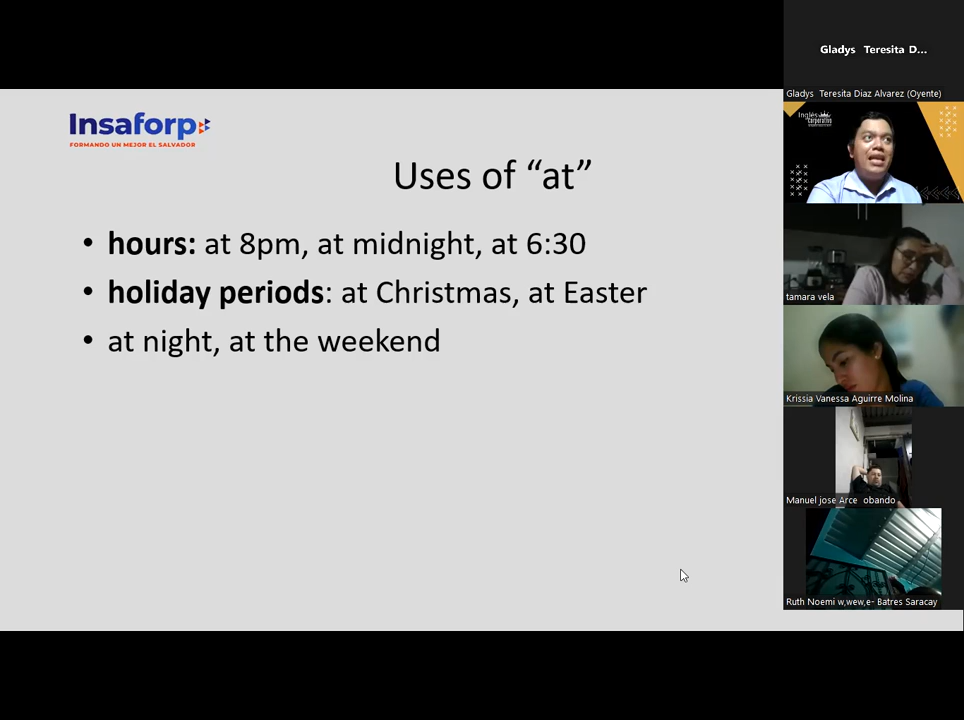 Gladys Teresita D...
Gladys Teresita Diaz Alvarez (Oyente)
Inglés
corporativo
Insaforp
FORMANDO UN MEJOR EL SALVADOR
Uses of “at”
• hours: at 8pm, at midnight, at 6:30
• holiday periods: at Christmas, at Easter
• at night, at the weekend
tamara vela
Krissia Vanessa Aguirre Molina
Manuel jose Arce obando
Ruth Noemi w,wew,e- Batres Saracay